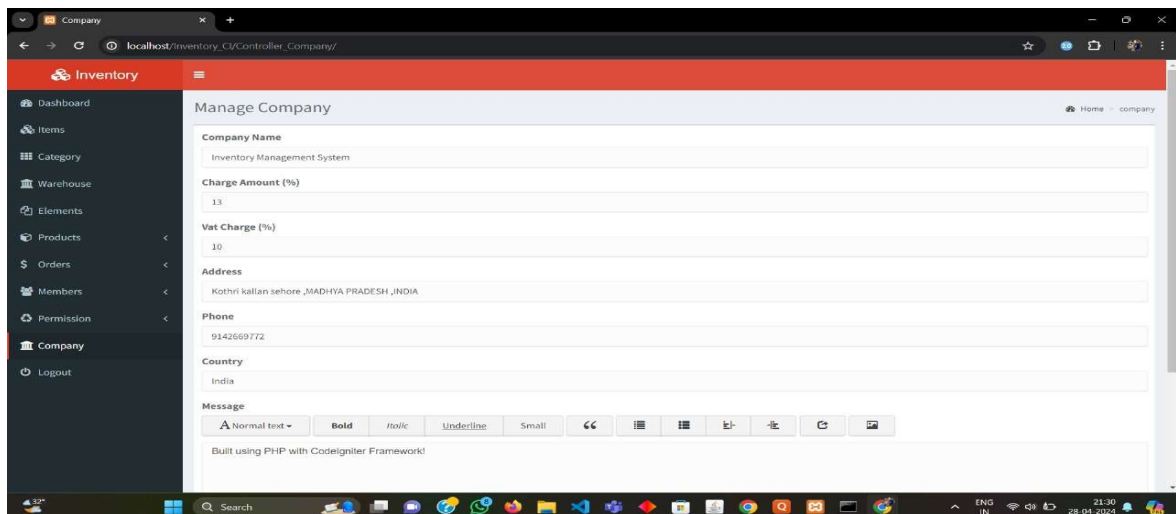 Company
localhost/Inventory_CI/Controller_Company/
Inventory
Dashboard
Items
Category
Warehouse
Elements
Products
Orders
Members
Permission
Company
Logout
Manage Company
Home > company
Company Name
Inventory Management System
Charge Amount (%)
13
Vat Charge (%)
10
Address
Kothri kallan sehore ,MADHYA PRADESH ,INDIA
Phone
9142669772
Country
India
Message
A Normal text Bold Italic Underline Small
Built using PHP with CodeIgniter Framework!
32°
Search
ENG
IN
21:30
28-04-2024